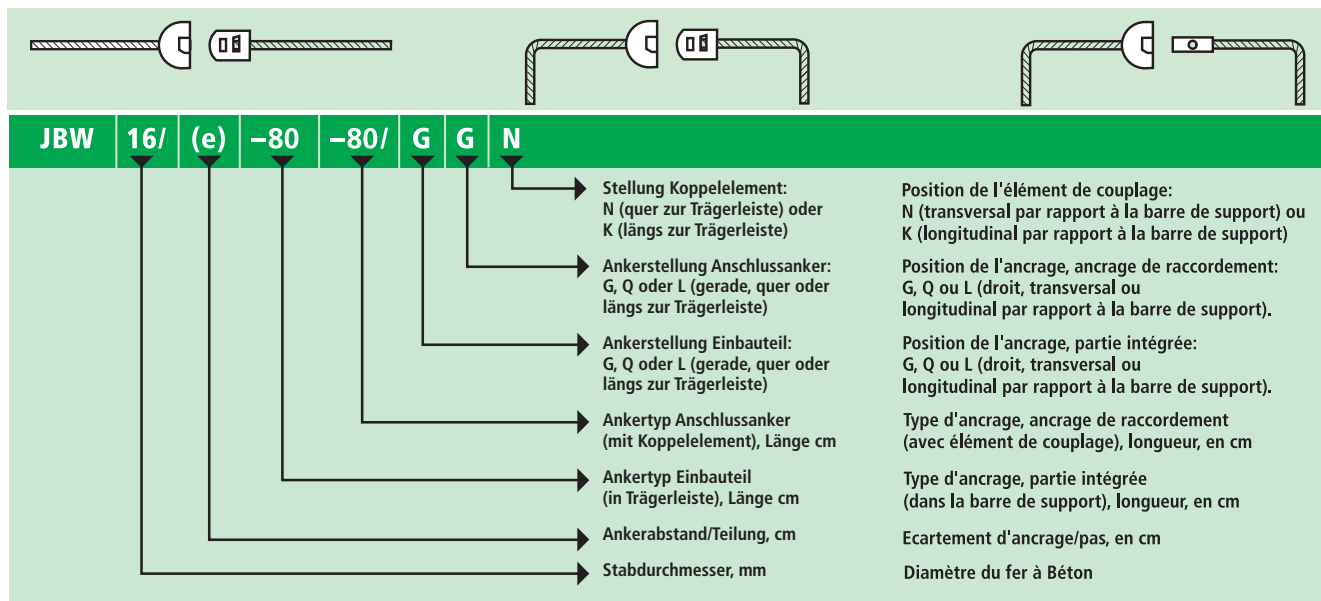 JBW 16/ (e) –80 –80/ G G N
Stellung Koppelelement:
N (quer zur Trägerleiste) oder
K (längs zur Trägerleiste)
Position de l'élément de couplage:
N (transversal par rapport à la barre de support) ou
K (longitudinal par rapport à la barre de support)
Ankerstellung Anschlussanker:
G, Q oder L (gerade, quer oder
längs zur Trägerleiste)
Position de l'ancrage, ancrage de raccordement:
G, Q ou L (droit, transversal ou
longitudinal par rapport à la barre de support).
Ankerstellung Einbauteil:
G, Q oder L (gerade, quer oder
längs zur Trägerleiste)
Position de l'ancrage, partie intégrée:
G, Q ou L (droit, transversal ou
longitudinal par rapport à la barre de support).
Ankertyp Anschlussanker
(mit Koppelelement), Länge cm
Type d'ancrage, ancrage de raccordement
(avec élément de couplage), longueur, en cm
Ankertyp Einbauteil
(in Trägerleiste), Länge cm
Type d'ancrage, partie intégrée
(dans la barre de support), longueur, en cm
Ankerabstand/Teilung, cm
Ecartement d'ancrage/pas, en cm
Stabdurchmesser, mm
Diamètre du fer à Béton